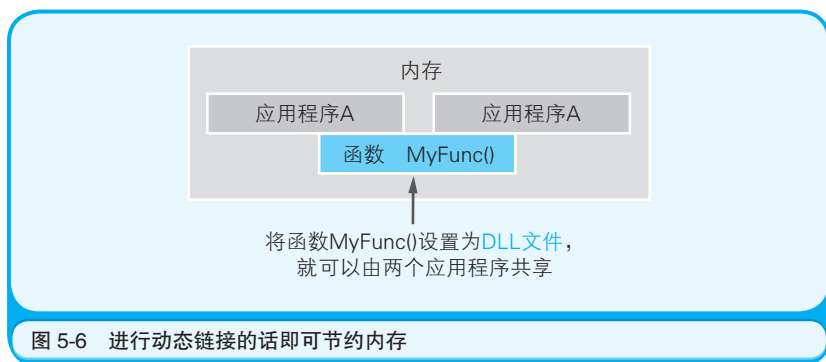 内存
应用程序A 应用程序A
函数 MyFunc()
将函数MyFunc()设置为DLL文件，
就可以由两个应用程序共享
图 5-6 进行动态链接的话即可节约内存